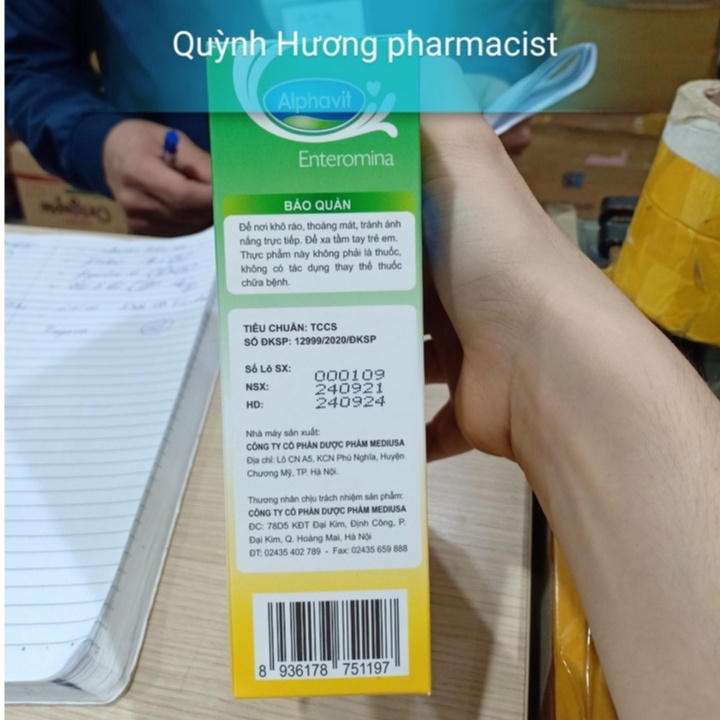 Quỳnh Hương pharmacist
Alphavit
Enteromina
BẢO QUẢN
Để nơi khô ráo, thoáng mát, tránh ánh
nắng trực tiếp. Để xa tầm tay trẻ em.
Thực phẩm này không phải là thuốc,
không có tác dụng thay thế thuốc
chữa bệnh.
TIÊU CHUẨN: TCCS
SỐ ĐKSP: 12999/2020/ĐKSP
Số Lô SX: 000109
NSX: 240921
HD: 240924
Nhà máy sản xuất:
CÔNG TY CỔ PHẦN DƯỢC PHẨM MEDIUSA
Địa chỉ: Lô CN A5, KCN Phú Nghĩa, Huyện
Chương Mỹ, TP. Hà Nội.
Thương nhân chịu trách nhiệm sản phẩm:
CÔNG TY CỔ PHẦN DƯỢC PHẨM MEDIUSA
ĐC: 78D5 KĐT Đại Kim, Định Công, P.
Đại Kim, Q. Hoàng Mai, Hà Nội
ĐT: 02435 402 789 - Fax: 02435 659 888
8 936178 751197